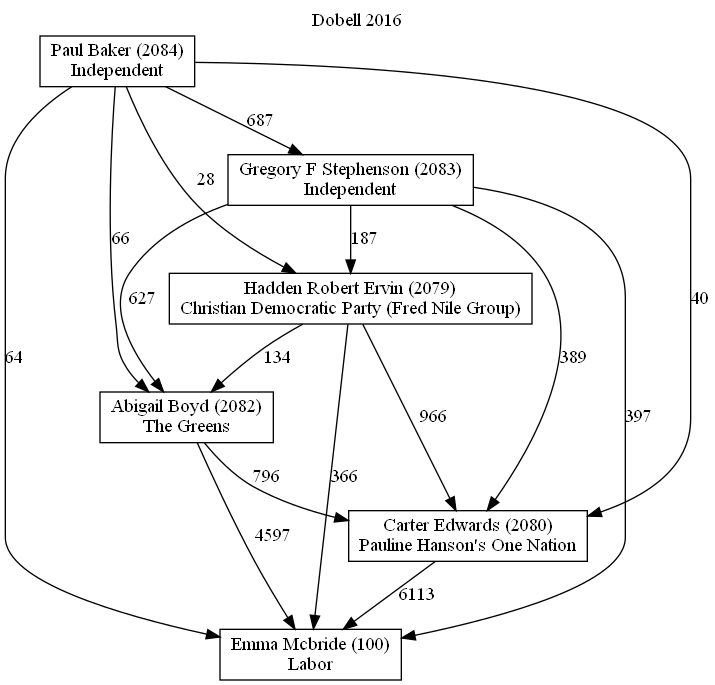 Dobell 2016
Paul Baker (2084)
Independent
687
Gregory F Stephenson (2083)
Independent
28
66
187
Hadden Robert Ervin (2079)
Christian Democratic Party (Fred Nile Group)
627
40
64
134
389
Abigail Boyd (2082)
The Greens
966
397
796
366
Carter Edwards (2080)
Pauline Hanson's One Nation
4597
6113
Emma Mcbride (100)
Labor